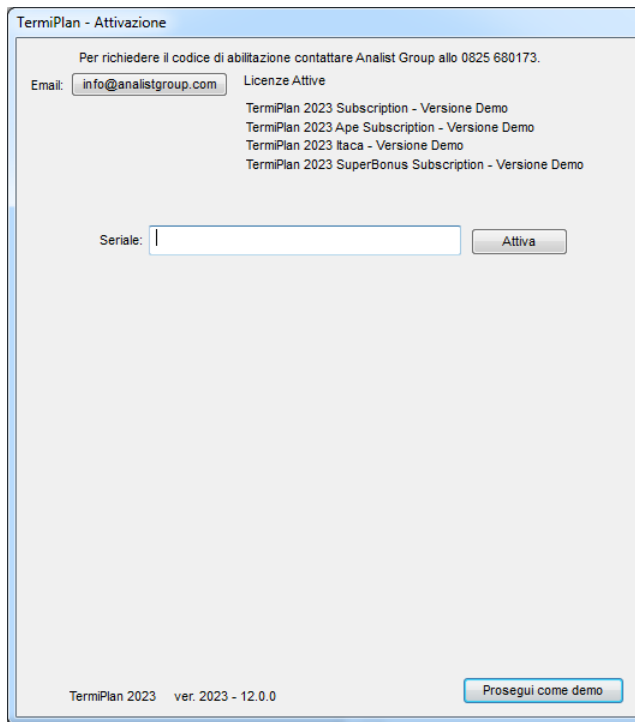 TermiPlan - Attivazione
Per richiedere il codice di abilitazione contattare Analist Group allo 0825 680173.
Email: info@analistgroup.com Licenze Attive
TermiPlan 2023 Subscription - Versione Demo
TermiPlan 2023 Ape Subscription - Versione Demo
TermiPlan 2023 Itaca - Versione Demo
TermiPlan 2023 SuperBonus Subscription - Versione Demo
Seriale: Attiva
TermiPlan 2023 ver. 2023 - 12.0.0 Prosegui come demo